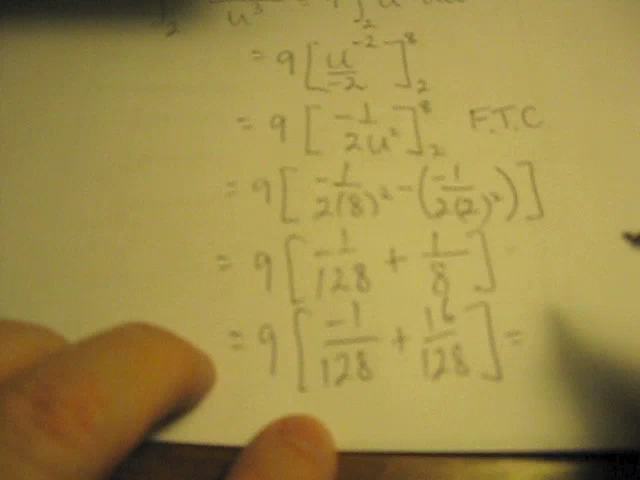 = 9 [ u^-2 / -2 ]_2^8
= 9 [ -1 / 2u^2 ]_2^8 F.T.C
= 9 [ -1 / 2(8)^2 - ( -1 / 2(2)^2 ) ]
= 9 [ -1 / 128 + 1 / 8 ]
= 9 [ -1 / 128 + 16 / 128 ] =